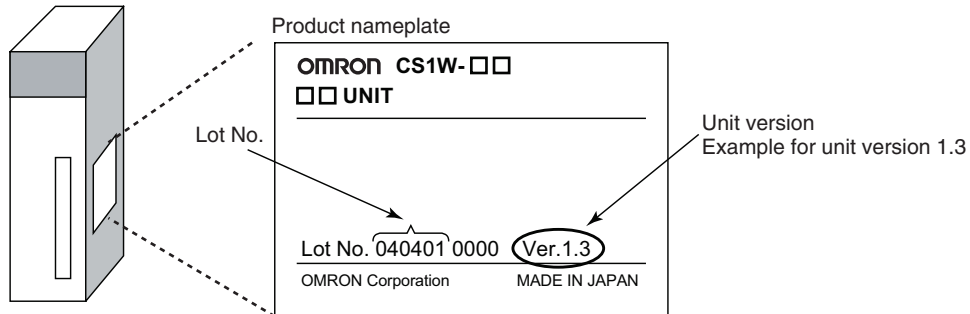 Product nameplate
OMRON CS1W-□□
□□ UNIT
Lot No.
Unit version
Example for unit version 1.3
Lot No. 040401 0000 Ver.1.3
OMRON Corporation MADE IN JAPAN